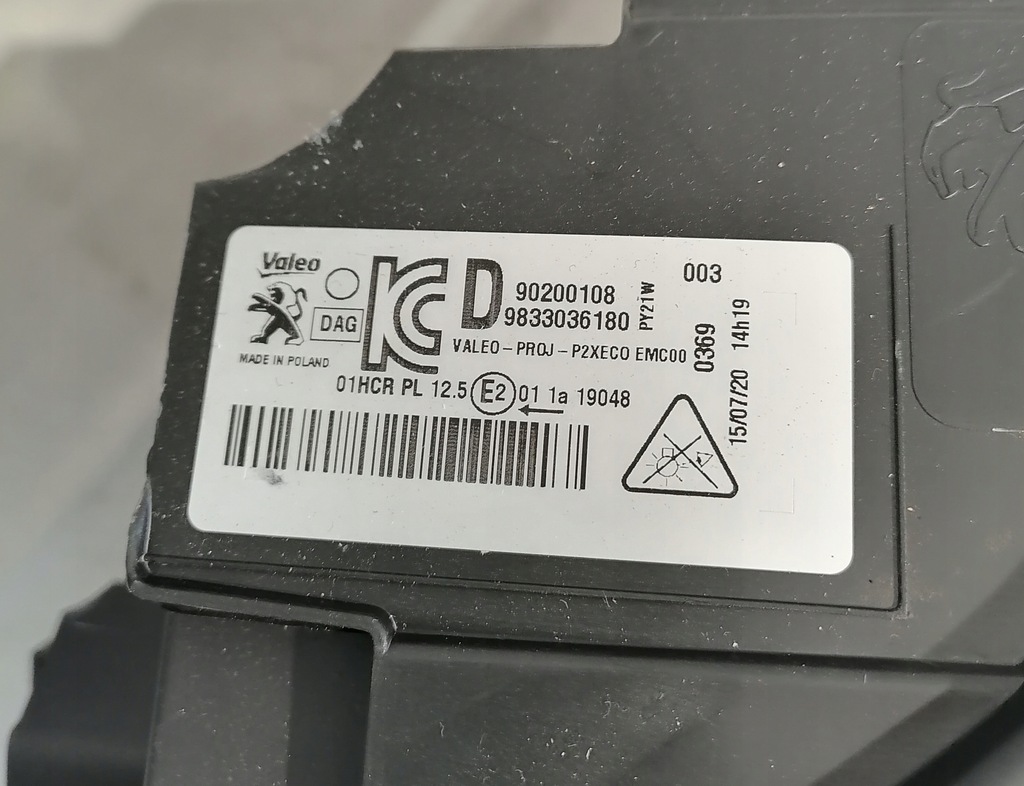 Valeo
DAG
MADE IN POLAND
KC
D
90200108
9833036180
PY21W
VALEO-PROJ-P2XECO EMC00
003
0369
15/07/20 14h19
01HCR PL 12.5 E2 01 1a 19048